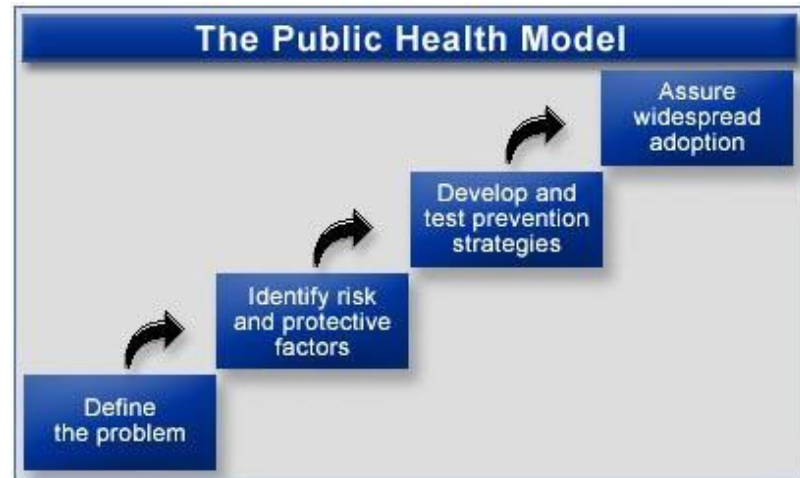 The Public Health Model
Assure
widespread
adoption
Develop and
test prevention
strategies
Identify risk
and protective
factors
Define
the problem